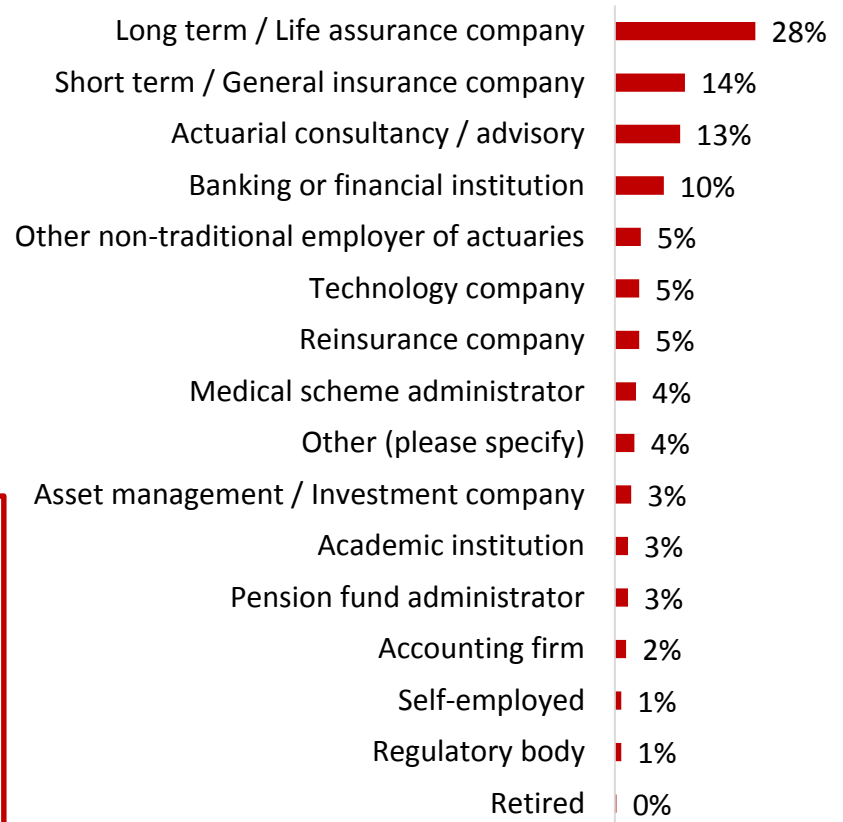 Long term / Life assurance company 28%
Short term / General insurance company 14%
Actuarial consultancy / advisory 13%
Banking or financial institution 10%
Other non-traditional employer of actuaries 5%
Technology company 5%
Reinsurance company 5%
Medical scheme administrator 4%
Other (please specify) 4%
Asset management / Investment company 3%
Academic institution 3%
Pension fund administrator 3%
Accounting firm 2%
Self-employed 1%
Regulatory body 1%
Retired 0%